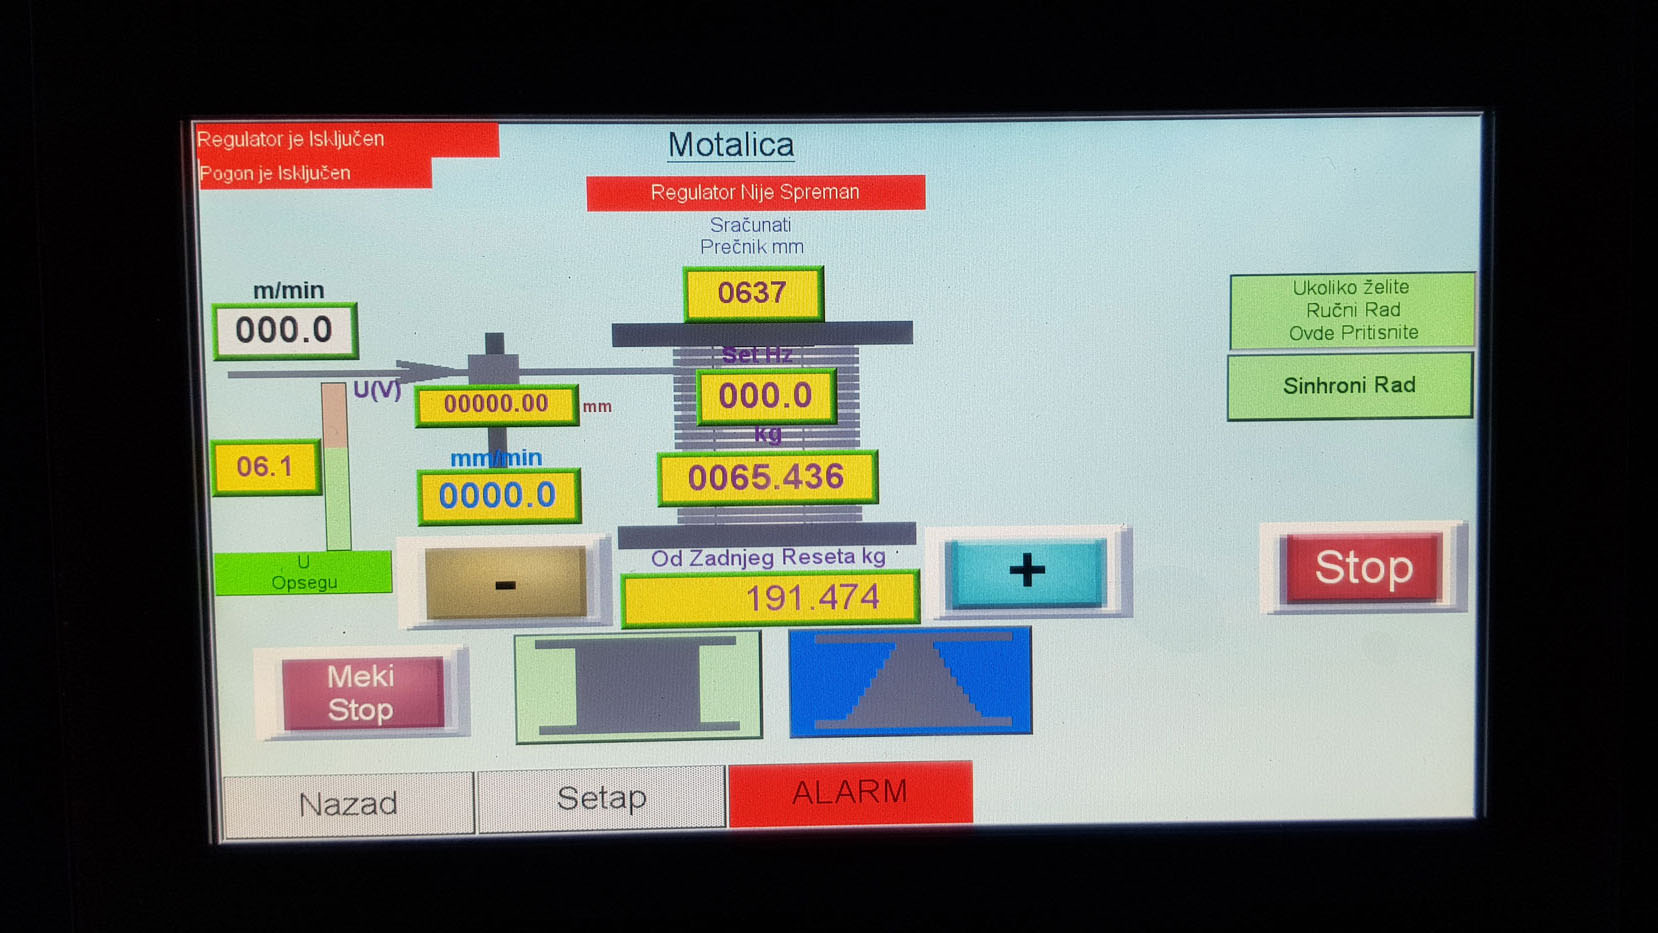 Regulator je Isključen
Pogon je Isključen
Motalica
Regulator Nije Spreman
Sračunati
Prečnik mm
0637
m/min
000.0
Set Hz
000.0
U(V)
00000.00 mm
kg
06.1
mm/min
0000.0
0065.436
Ukoliko želite
Ručni Rad
Ovde Pritisnite
Sinhroni Rad
U
Opsegu
-
Od Zadnjeg Reseta kg
191.474
+
Stop
Meki
Stop
Nazad
Setap
ALARM